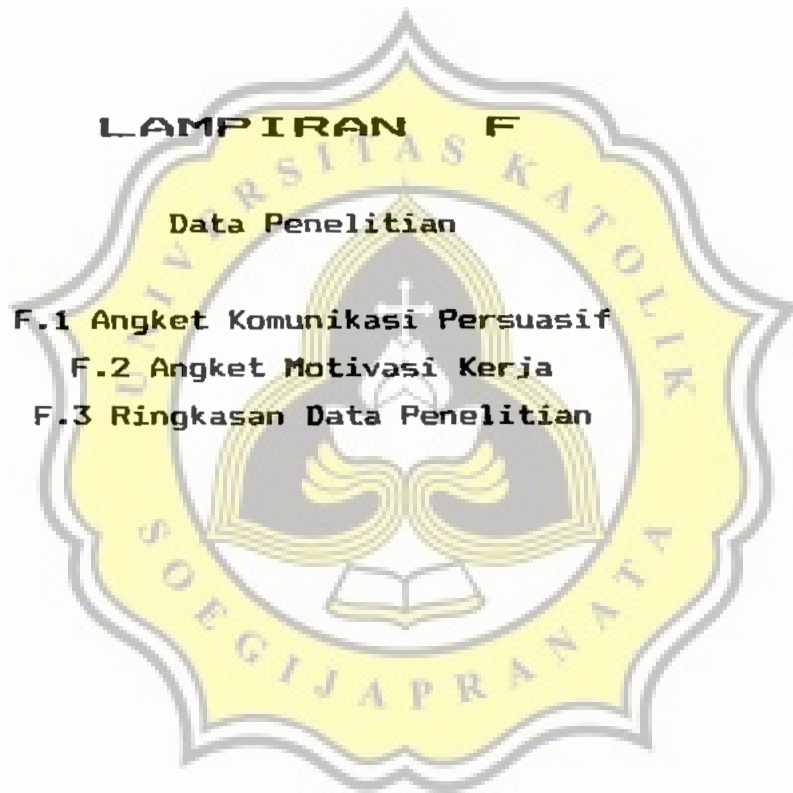 LAMPIRAN F
Data Penelitian
F.1 Angket Komunikasi Persuasif
F.2 Angket Motivasi Kerja
F.3 Ringkasan Data Penelitian
UNIVERSITAS KATOLIK
SOEGIJAPRANATA